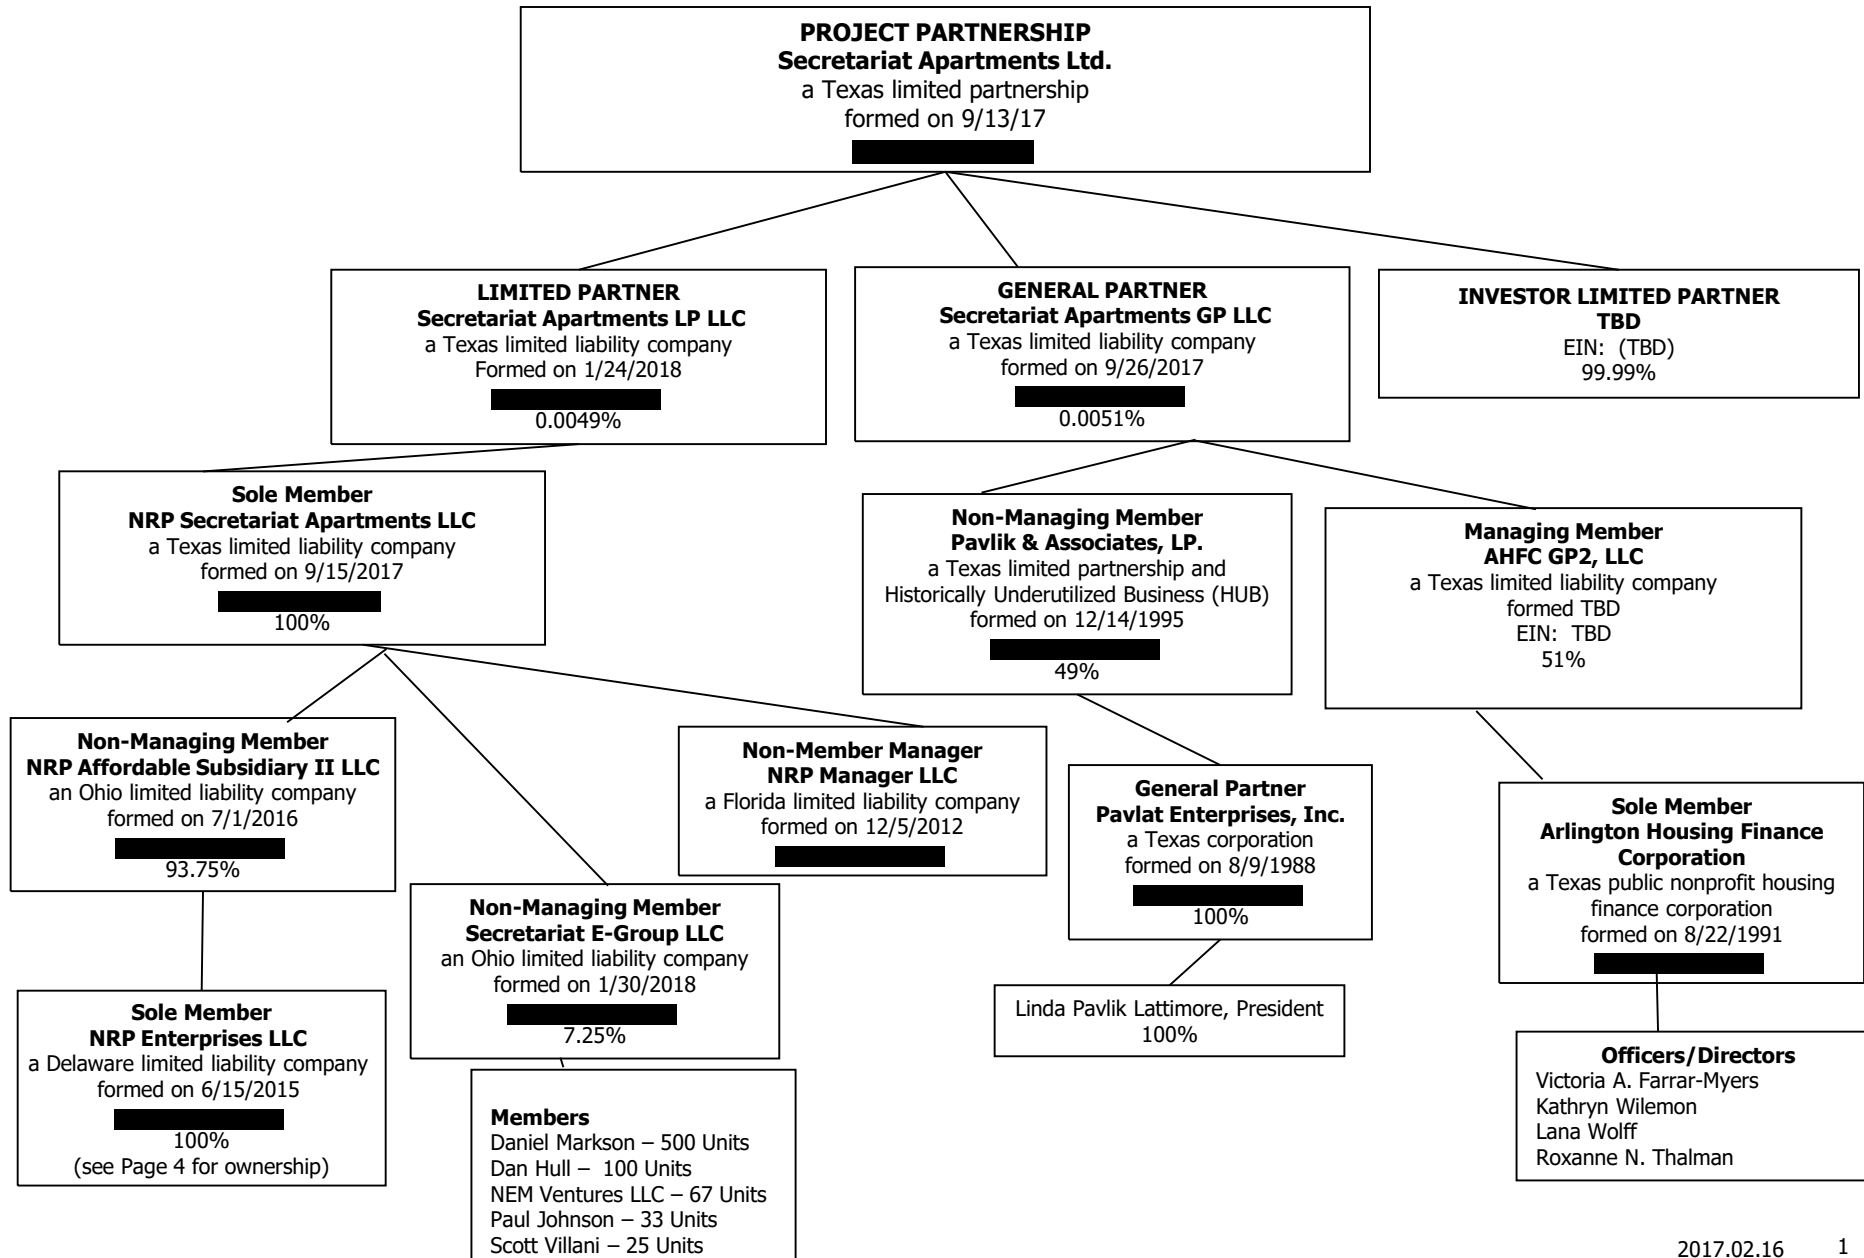 PROJECT PARTNERSHIP
Secretariat Apartments Ltd.
a Texas limited partnership
formed on 9/13/17
LIMITED PARTNER
Secretariat Apartments LP LLC
a Texas limited liability company
Formed on 1/24/2018
0.0049%
GENERAL PARTNER
Secretariat Apartments GP LLC
a Texas limited liability company
formed on 9/26/2017
0.0051%
INVESTOR LIMITED PARTNER
TBD
EIN: (TBD)
99.99%
Sole Member
NRP Secretariat Apartments LLC
a Texas limited liability company
formed on 9/15/2017
100%
Non-Managing Member
Pavlik & Associates, LP.
a Texas limited partnership and
Historically Underutilized Business (HUB)
formed on 12/14/1995
49%
Managing Member
AHFC GP2, LLC
a Texas limited liability company
formed TBD
EIN: TBD
51%
Non-Managing Member
NRP Affordable Subsidiary II LLC
an Ohio limited liability company
formed on 7/1/2016
93.75%
Non-Member Manager
NRP Manager LLC
a Florida limited liability company
formed on 12/5/2012
General Partner
Pavlat Enterprises, Inc.
a Texas corporation
formed on 8/9/1988
100%
Sole Member
Arlington Housing Finance
Corporation
a Texas public nonprofit housing
finance corporation
formed on 8/22/1991
Non-Managing Member
Secretariat E-Group LLC
an Ohio limited liability company
formed on 1/30/2018
7.25%
Sole Member
NRP Enterprises LLC
a Delaware limited liability company
formed on 6/15/2015
100%
(see Page 4 for ownership)
Linda Pavlik Lattimore, President
100%
Officers/Directors
Victoria A. Farrar-Myers
Kathryn Wilemon
Lana Wolff
Roxanne N. Thalman
Members
Daniel Markson – 500 Units
Dan Hull – 100 Units
NEM Ventures LLC – 67 Units
Paul Johnson – 33 Units
Scott Villani – 25 Units
2017.02.16 1